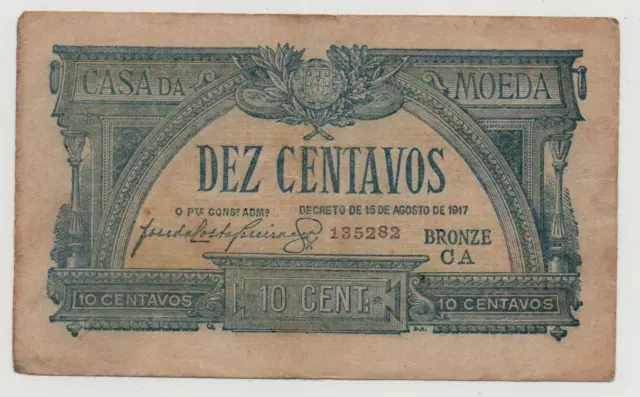 CASA DA MOEDA
DEZ CENTAVOS
O PTE CONSº ADMº DECRETO DE 15 DE AGOSTO DE 1917
135282 BRONZE
CA
10 CENTAVOS 10 CENT. 10 CENTAVOS